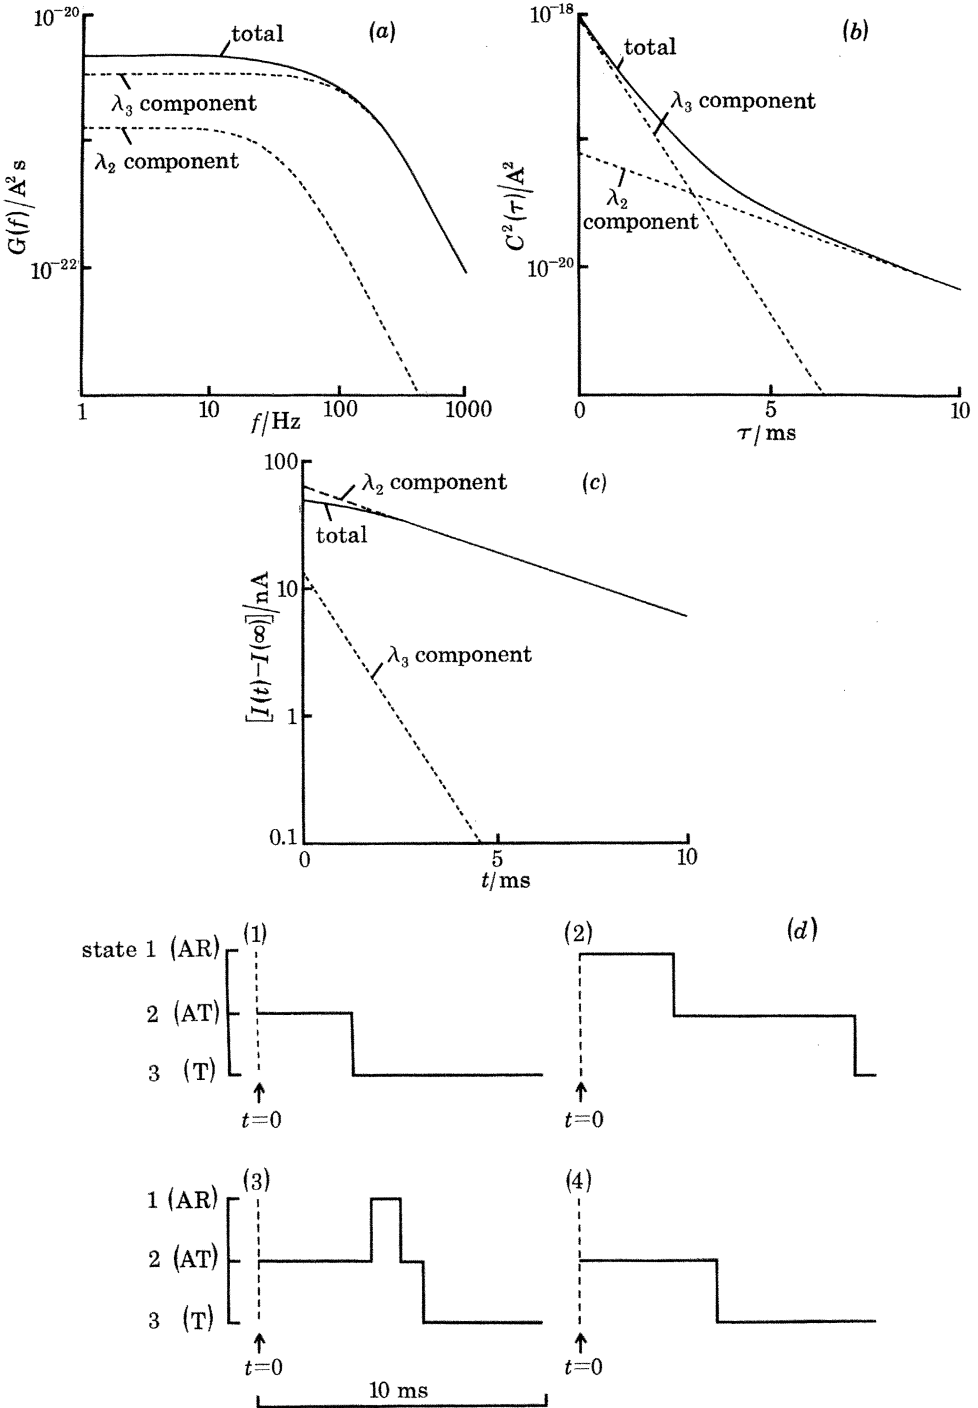 (a)
10⁻²⁰
total
λ₃ component
λ₂ component
G(f)/A² s
10⁻²²
1 10 100 1000
f/Hz
(b)
10⁻¹⁸
total
λ₃ component
λ₂
component
C²(τ)/A²
10⁻²⁰
0 5 10
τ/ms
(c)
100
λ₂ component
total
10
[I(t)−I(∞)]/nA
λ₃ component
1
0.1
0 5 10
t/ms
(d)
(1)
state 1 (AR)
2 (AT)
3 (T)
t=0
(2)
t=0
(3)
1 (AR)
2 (AT)
3 (T)
t=0
(4)
t=0
10 ms